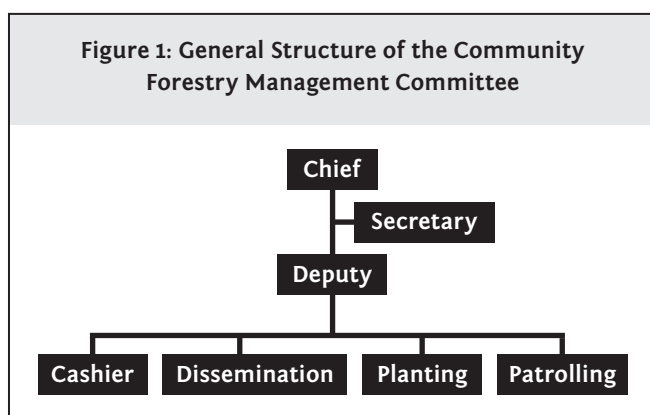 Figure 1: General Structure of the Community
Forestry Management Committee
Chief
Secretary
Deputy
Cashier
Dissemination
Planting
Patrolling